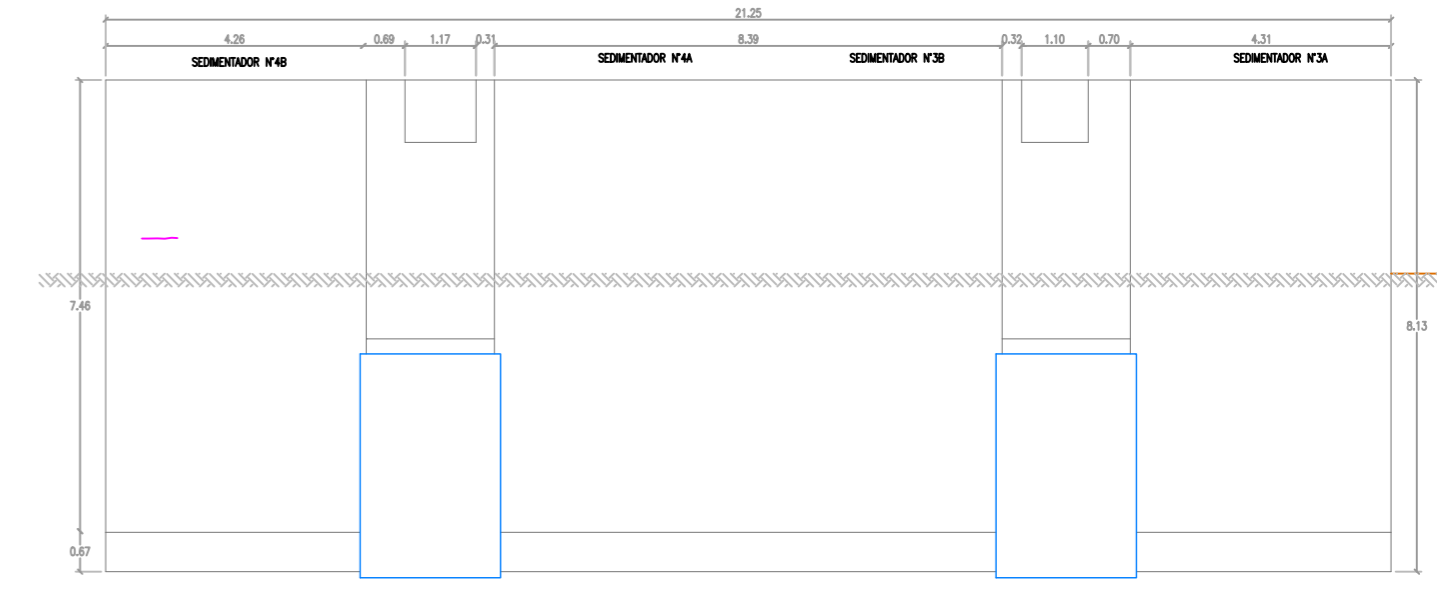 21.25
4.26 0.69 1.17 0.31 8.39 0.32 1.10 0.70 4.31
SEDIMENTADOR N°4B SEDIMENTADOR N°4A SEDIMENTADOR N°3B SEDIMENTADOR N°3A
7.46
8.13
0.67